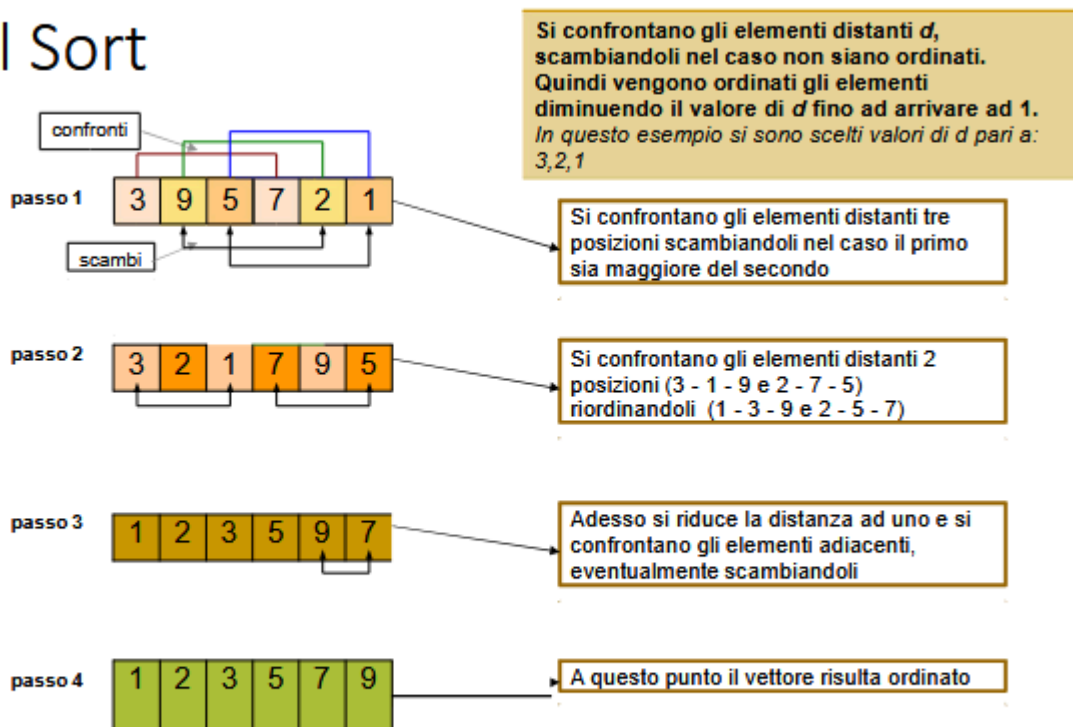 l Sort
Si confrontano gli elementi distanti d,
scambiandoli nel caso non siano ordinati.
Quindi vengono ordinati gli elementi
diminuendo il valore di d fino ad arrivare ad 1.
In questo esempio si sono scelti valori di d pari a:
3,2,1
confronti
passo 1
3 9 5 7 2 1
scambi
Si confrontano gli elementi distanti tre
posizioni scambiandoli nel caso il primo
sia maggiore del secondo
passo 2
3 2 1 7 9 5
Si confrontano gli elementi distanti 2
posizioni (3 - 1 - 9 e 2 - 7 - 5)
riordinandoli (1 - 3 - 9 e 2 - 5 - 7)
passo 3
1 2 3 5 9 7
Adesso si riduce la distanza ad uno e si
confrontano gli elementi adiacenti,
eventualmente scambiandoli
passo 4
1 2 3 5 7 9
A questo punto il vettore risulta ordinato